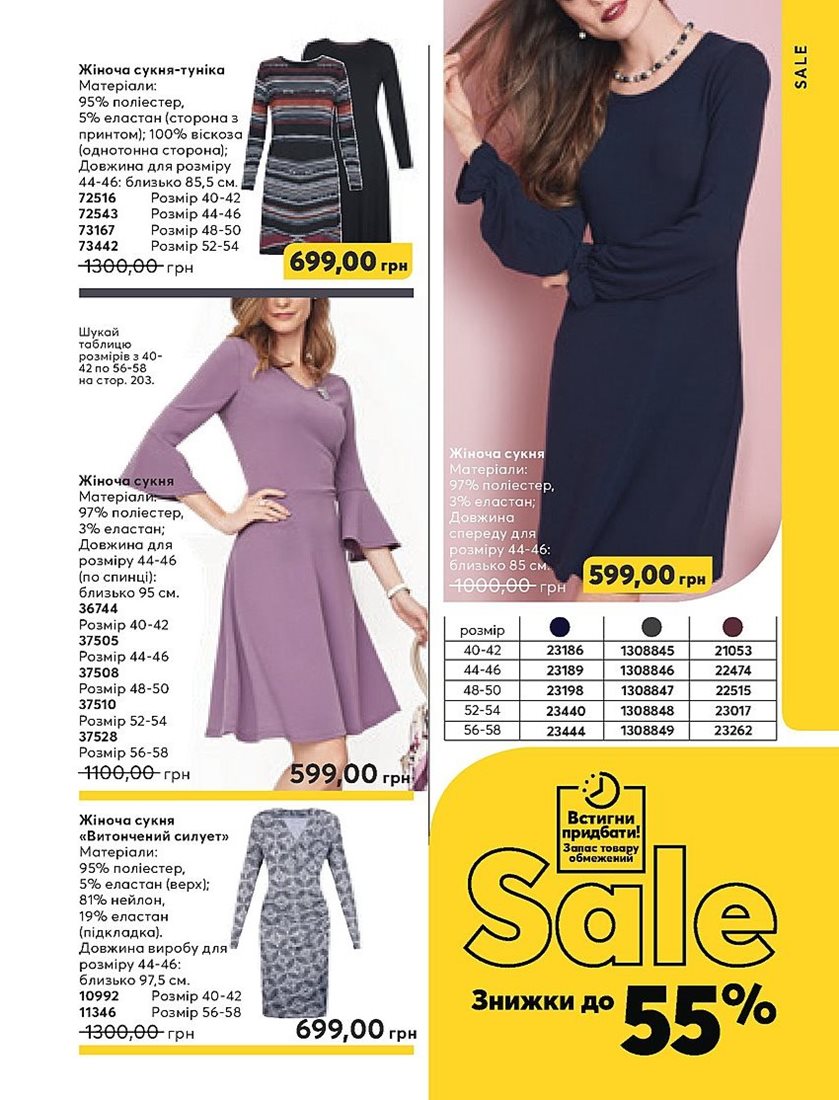 Жіноча сукня-туніка
Матеріали:
95% поліестер,
5% еластан (сторона з
принтом); 100% віскоза
(однотонна сторона);
Довжина для розміру
44-46: близько 85,5 см.
72516 Розмір 40-42
72543 Розмір 44-46
73167 Розмір 48-50
73442 Розмір 52-54
1300,00 грн
699,00 грн
Шукай
таблицю
розмірів з 40-
42 по 56-58
на стор. 203.
Жіноча сукня
Матеріали:
97% поліестер,
3% еластан;
Довжина для
розміру 44-46
(по спинці):
близько 95 см.
36744
Розмір 40-42
37505
Розмір 44-46
37508
Розмір 48-50
37510
Розмір 52-54
37528
Розмір 56-58
1100,00 грн
599,00 грн
Жіноча сукня
«Витончений силует»
Матеріали:
95% поліестер,
5% еластан (верх);
81% нейлон,
19% еластан
(підкладка).
Довжина виробу для
розміру 44-46:
близько 97,5 см.
10992 Розмір 40-42
11346 Розмір 56-58
1300,00 грн
699,00 грн
SALE
Жіноча сукня
Матеріали:
97% поліестер,
3% еластан;
Довжина
спереду для
розміру 44-46:
близько 85 см.
1000,00 грн
599,00 грн
розмір
40-42 23186 1308845 21053
44-46 23189 1308846 22474
48-50 23198 1308847 22515
52-54 23440 1308848 23017
56-58 23444 1308849 23262
Встигни
придбати!
Запас товару
обмежений
Sale
Знижки до 55%